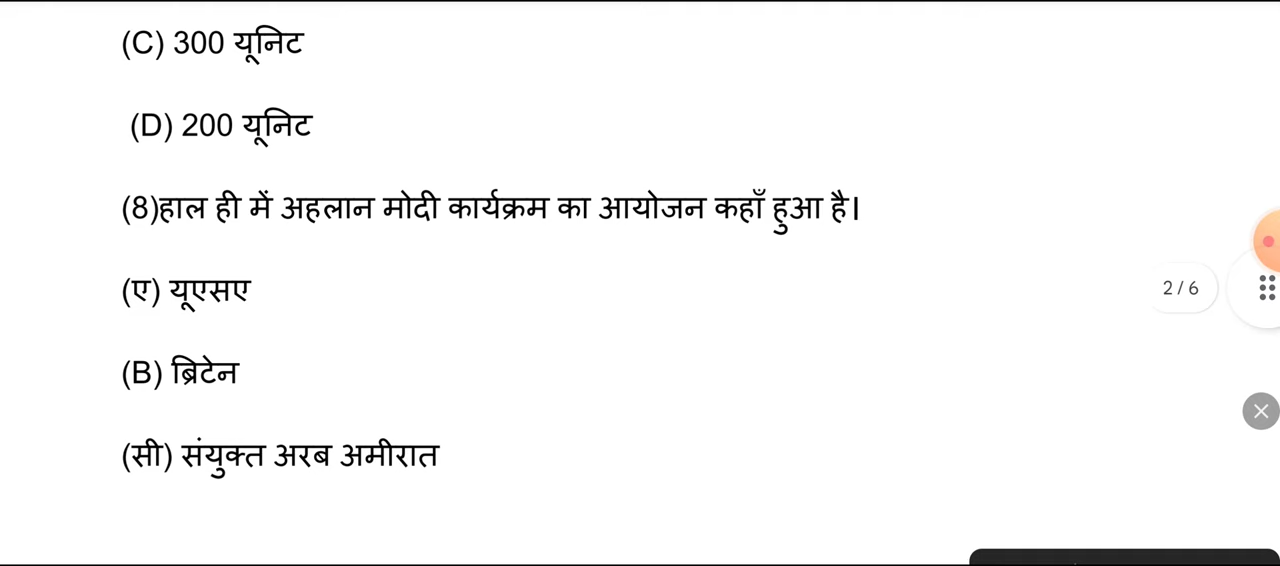 (C) 300 यूनिट
(D) 200 यूनिट
(8)हाल ही में अहलान मोदी कार्यक्रम का आयोजन कहाँ हुआ है।
(ए) यूएसए
2 / 6
(B) ब्रिटेन
(सी) संयुक्त अरब अमीरात